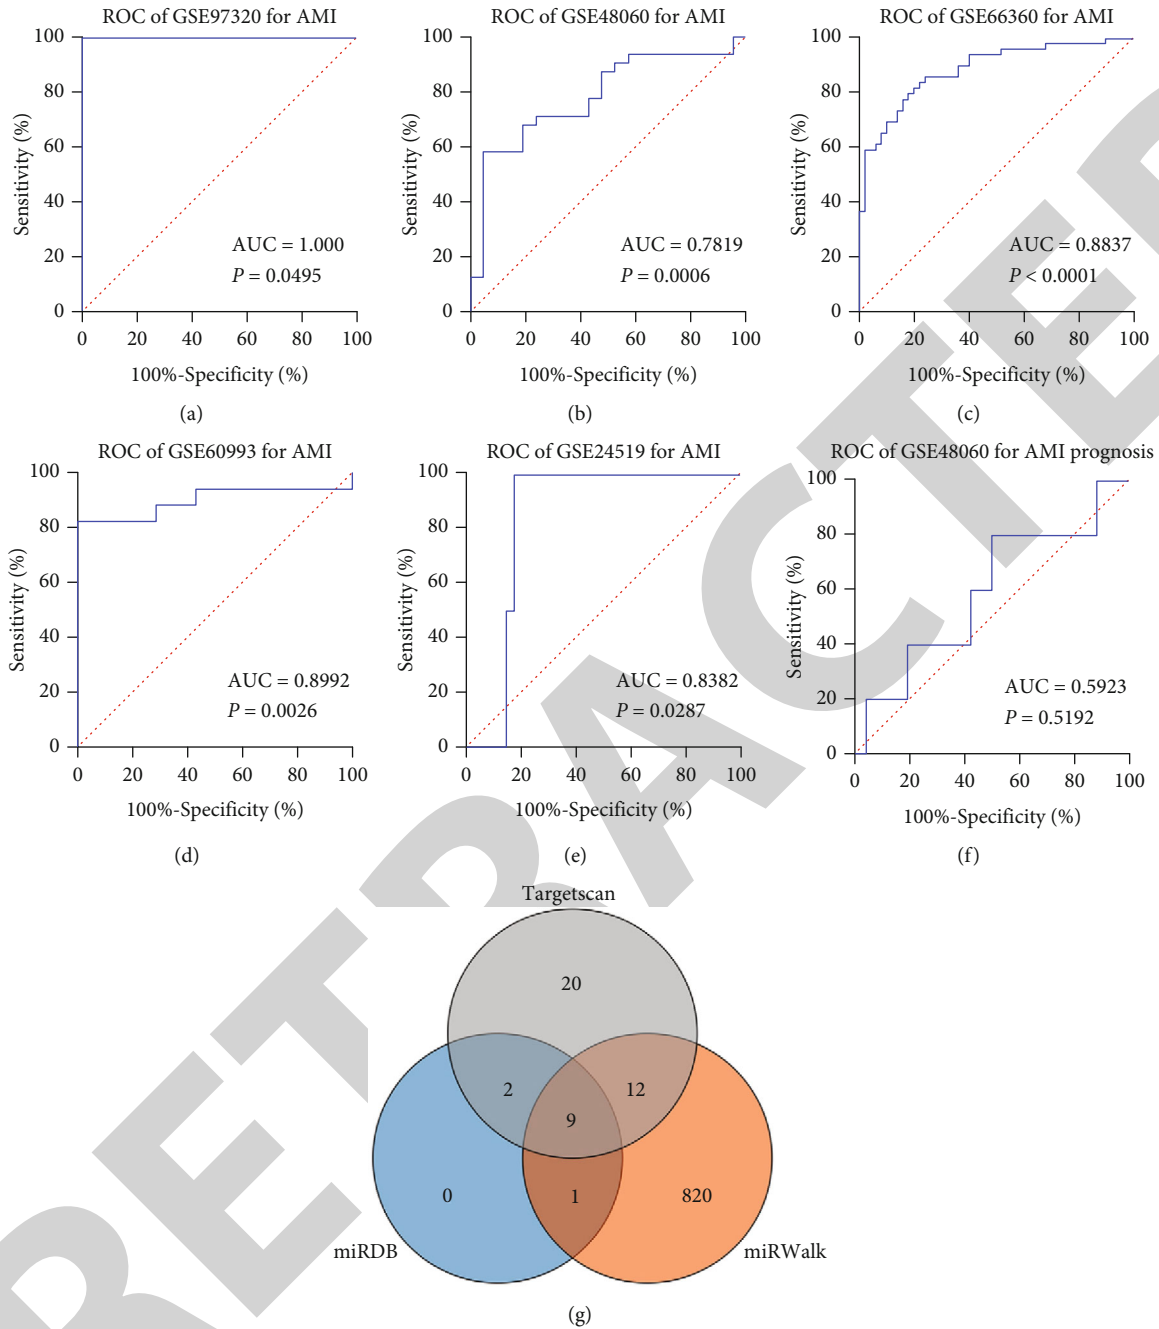 ROC of GSE97320 for AMI
100
80
60
40
20
0
Sensitivity (%)
AUC = 1.000
P = 0.0495
0 20 40 60 80 100
100%-Specificity (%)
(a)
ROC of GSE48060 for AMI
100
80
60
40
20
0
Sensitivity (%)
AUC = 0.7819
P = 0.0006
0 20 40 60 80 100
100%-Specificity (%)
(b)
ROC of GSE66360 for AMI
100
80
60
40
20
0
Sensitivity (%)
AUC = 0.8837
P < 0.0001
0 20 40 60 80 100
100%-Specificity (%)
(c)
ROC of GSE60993 for AMI
100
80
60
40
20
0
Sensitivity (%)
AUC = 0.8992
P = 0.0026
0 20 40 60 80 100
100%-Specificity (%)
(d)
ROC of GSE24519 for AMI
100
80
60
40
20
0
Sensitivity (%)
AUC = 0.8382
P = 0.0287
0 20 40 60 80 100
100%-Specificity (%)
(e)
ROC of GSE48060 for AMI prognosis
100
80
60
40
20
0
Sensitivity (%)
AUC = 0.5923
P = 0.5192
0 20 40 60 80 100
100%-Specificity (%)
(f)
Targetscan
20
2
12
9
0
1
820
miRDB
miRWalk
(g)
RETRACTED